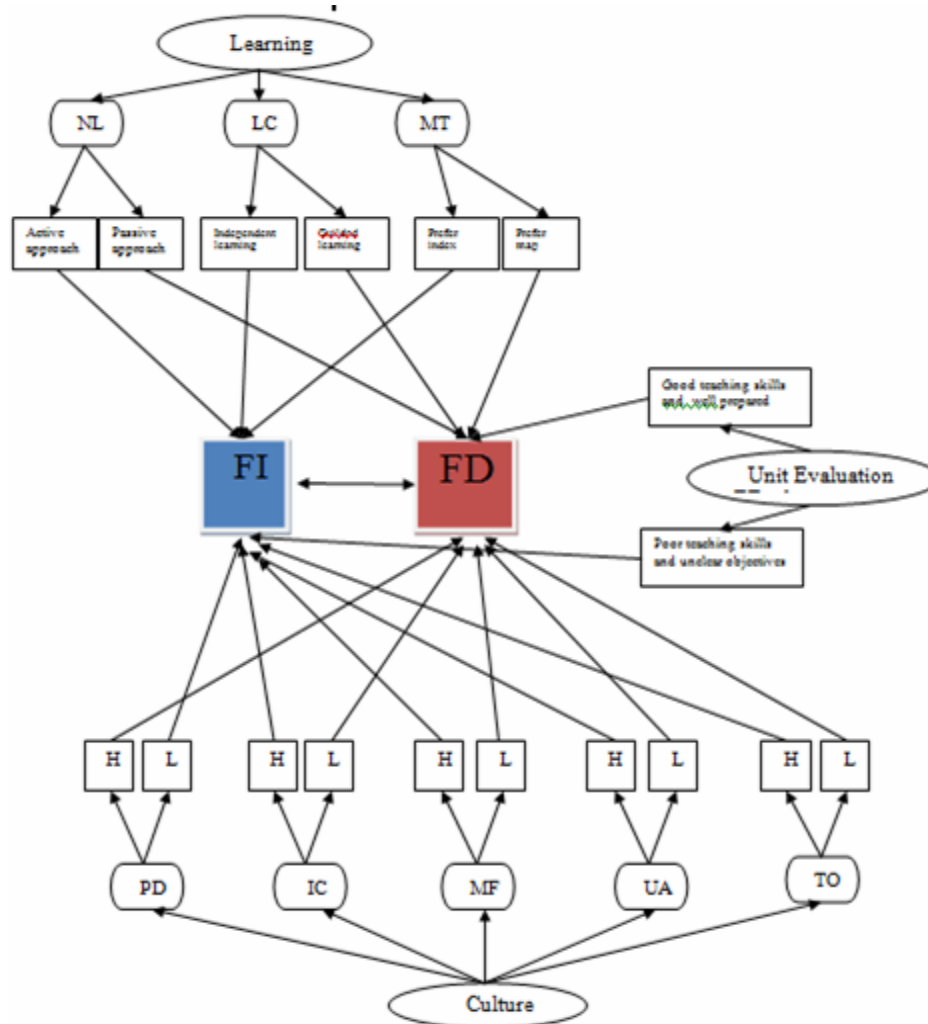 Learning
NL
LC
MT
Active
approach
Passive
approach
Independent
learning
Guided
learning
Prefer
index
Prefer
map
Good teaching skills
and well prepared
FI
FD
Unit Evaluation
Poor teaching skills
and unclear objectives
H
L
H
L
H
L
H
L
H
L
PD
IC
MF
UA
TO
Culture